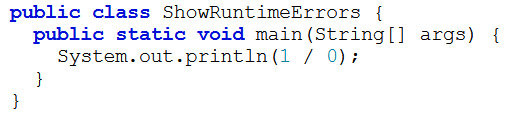 public class ShowRuntimeErrors {
  public static void main(String[] args) {
    System.out.println(1 / 0);
  }
}